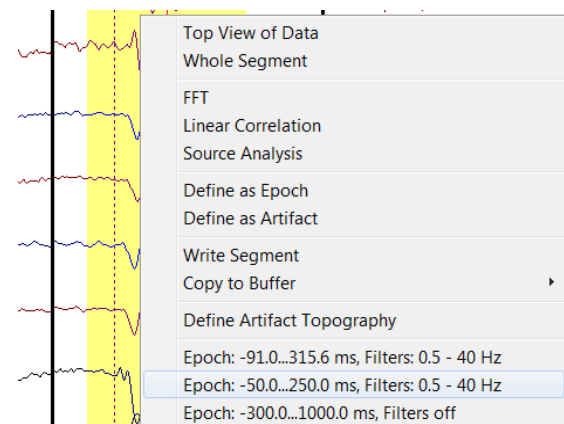 Top View of Data
Whole Segment
FFT
Linear Correlation
Source Analysis
Define as Epoch
Define as Artifact
Write Segment
Copy to Buffer
Define Artifact Topography
Epoch: -91.0...315.6 ms, Filters: 0.5 - 40 Hz
Epoch: -50.0...250.0 ms, Filters: 0.5 - 40 Hz
Epoch: -300.0...1000.0 ms, Filters off